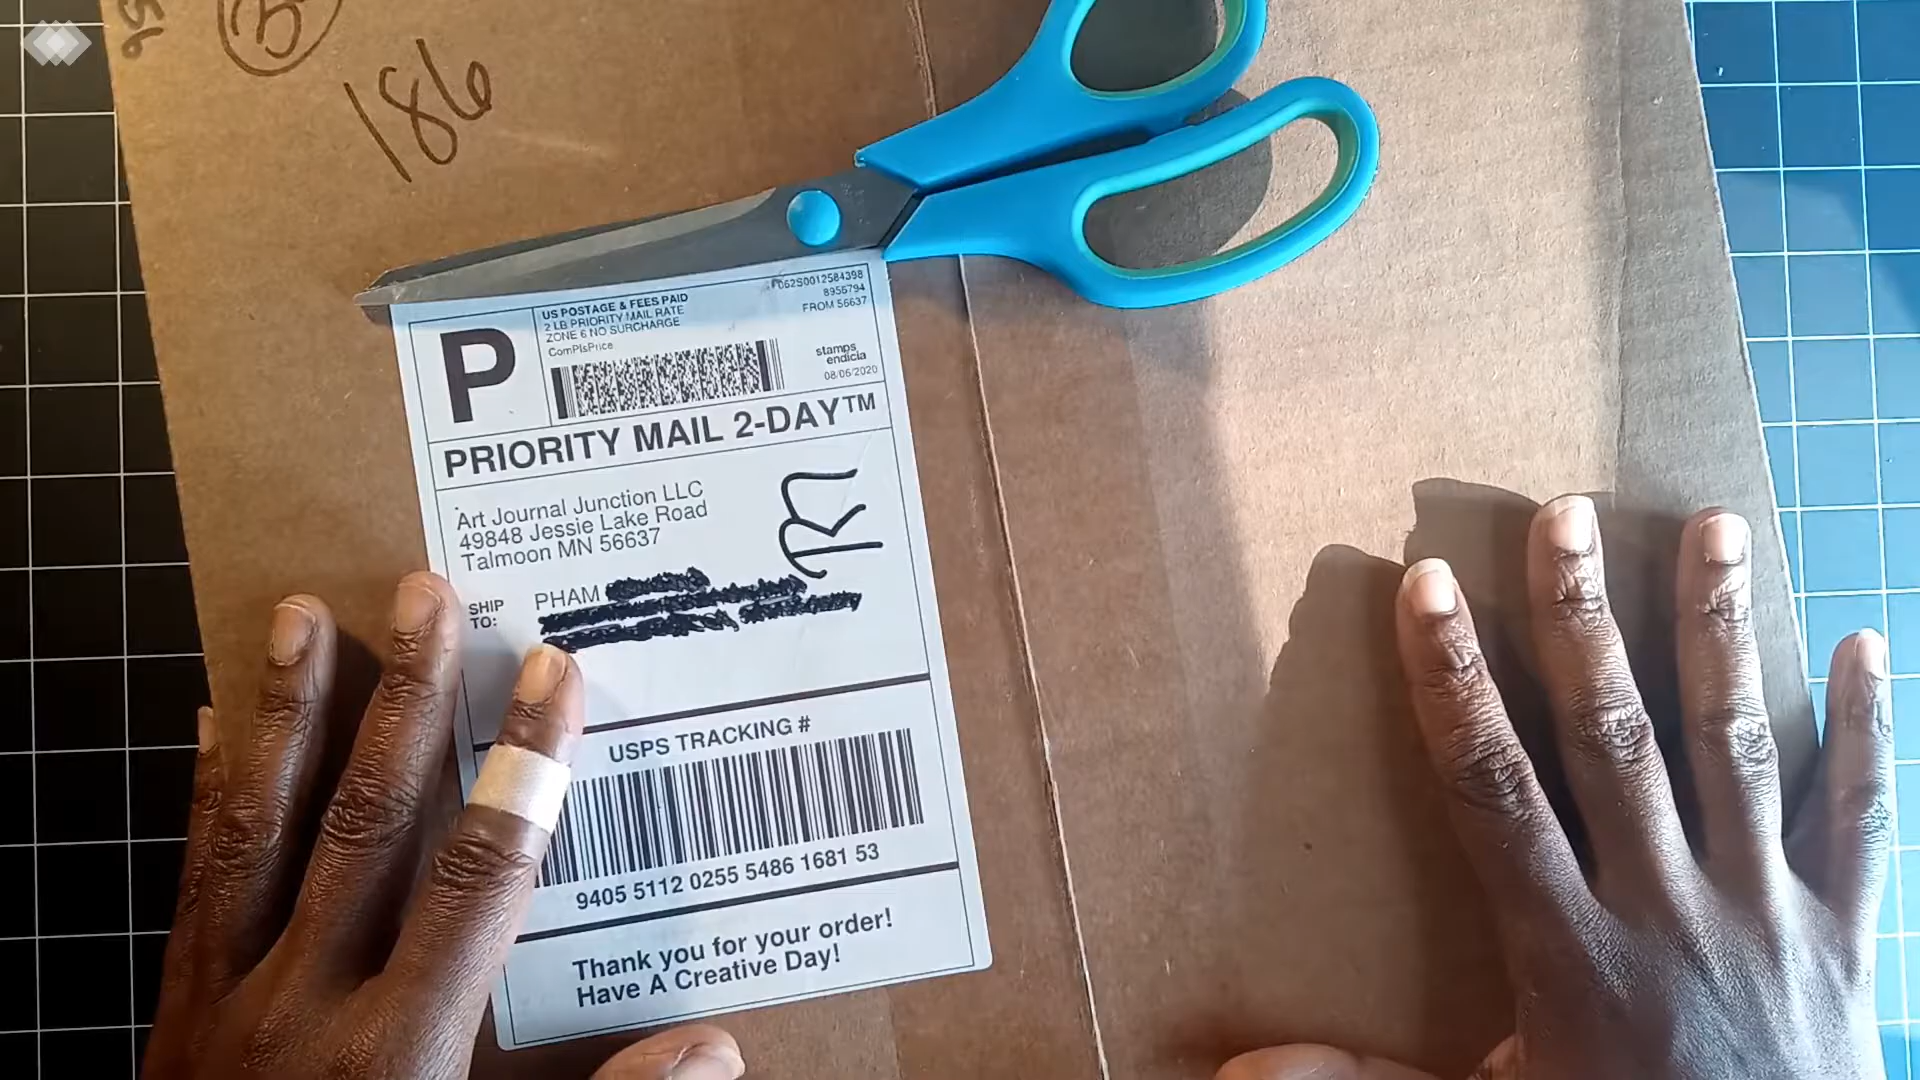 56
B
186
US POSTAGE & FEES PAID
2 LB PRIORITY MAIL RATE
ZONE 6 NO SURCHARGE
ComPlsPrice
062S0012584398
8955794
FROM 56637
stamps
endicia
08/06/2020
P
PRIORITY MAIL 2-DAY™
Art Journal Junction LLC
49848 Jessie Lake Road
Talmoon MN 56637
SHIP
TO:
PHAM
USPS TRACKING #
9405 5112 0255 5486 1681 53
Thank you for your order!
Have A Creative Day!